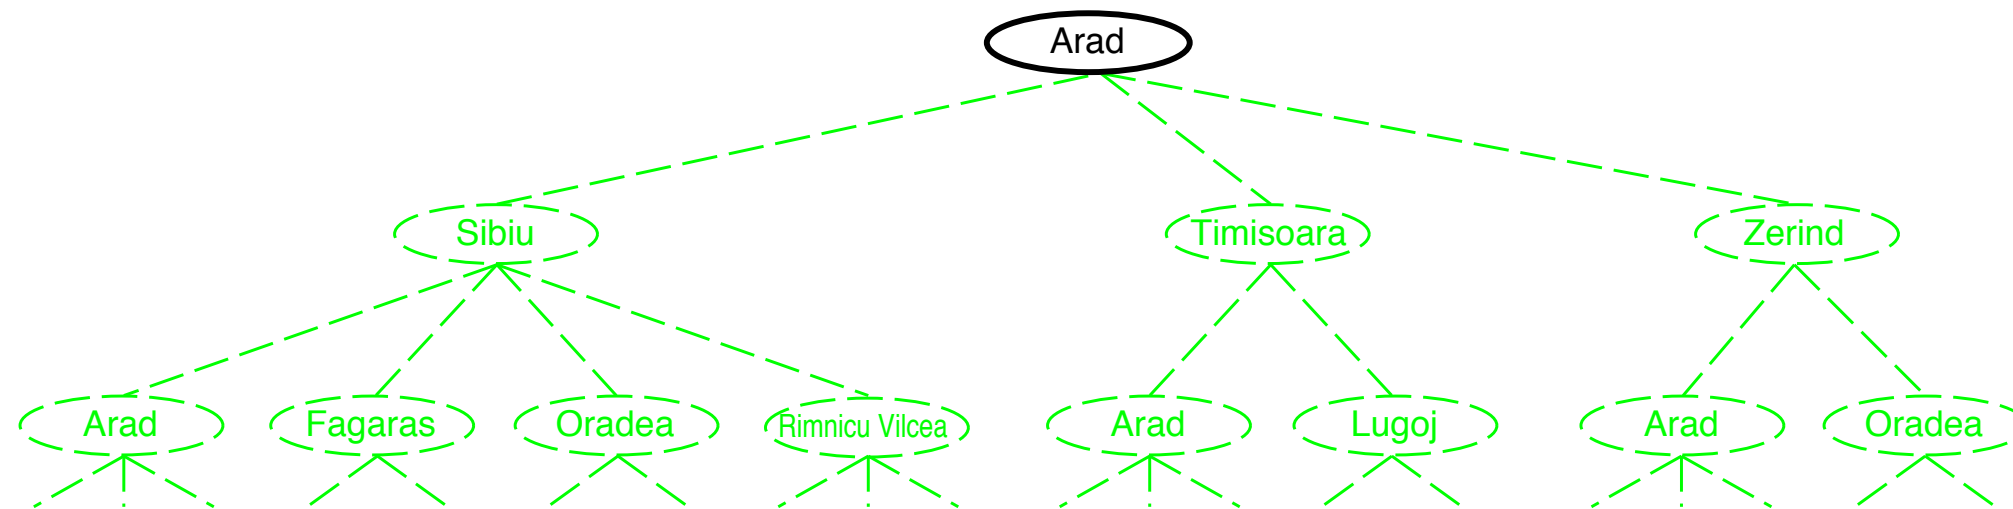 Arad
Sibiu
Timisoara
Zerind
Arad
Fagaras
Oradea
Rimnicu Vilcea
Arad
Lugoj
Arad
Oradea